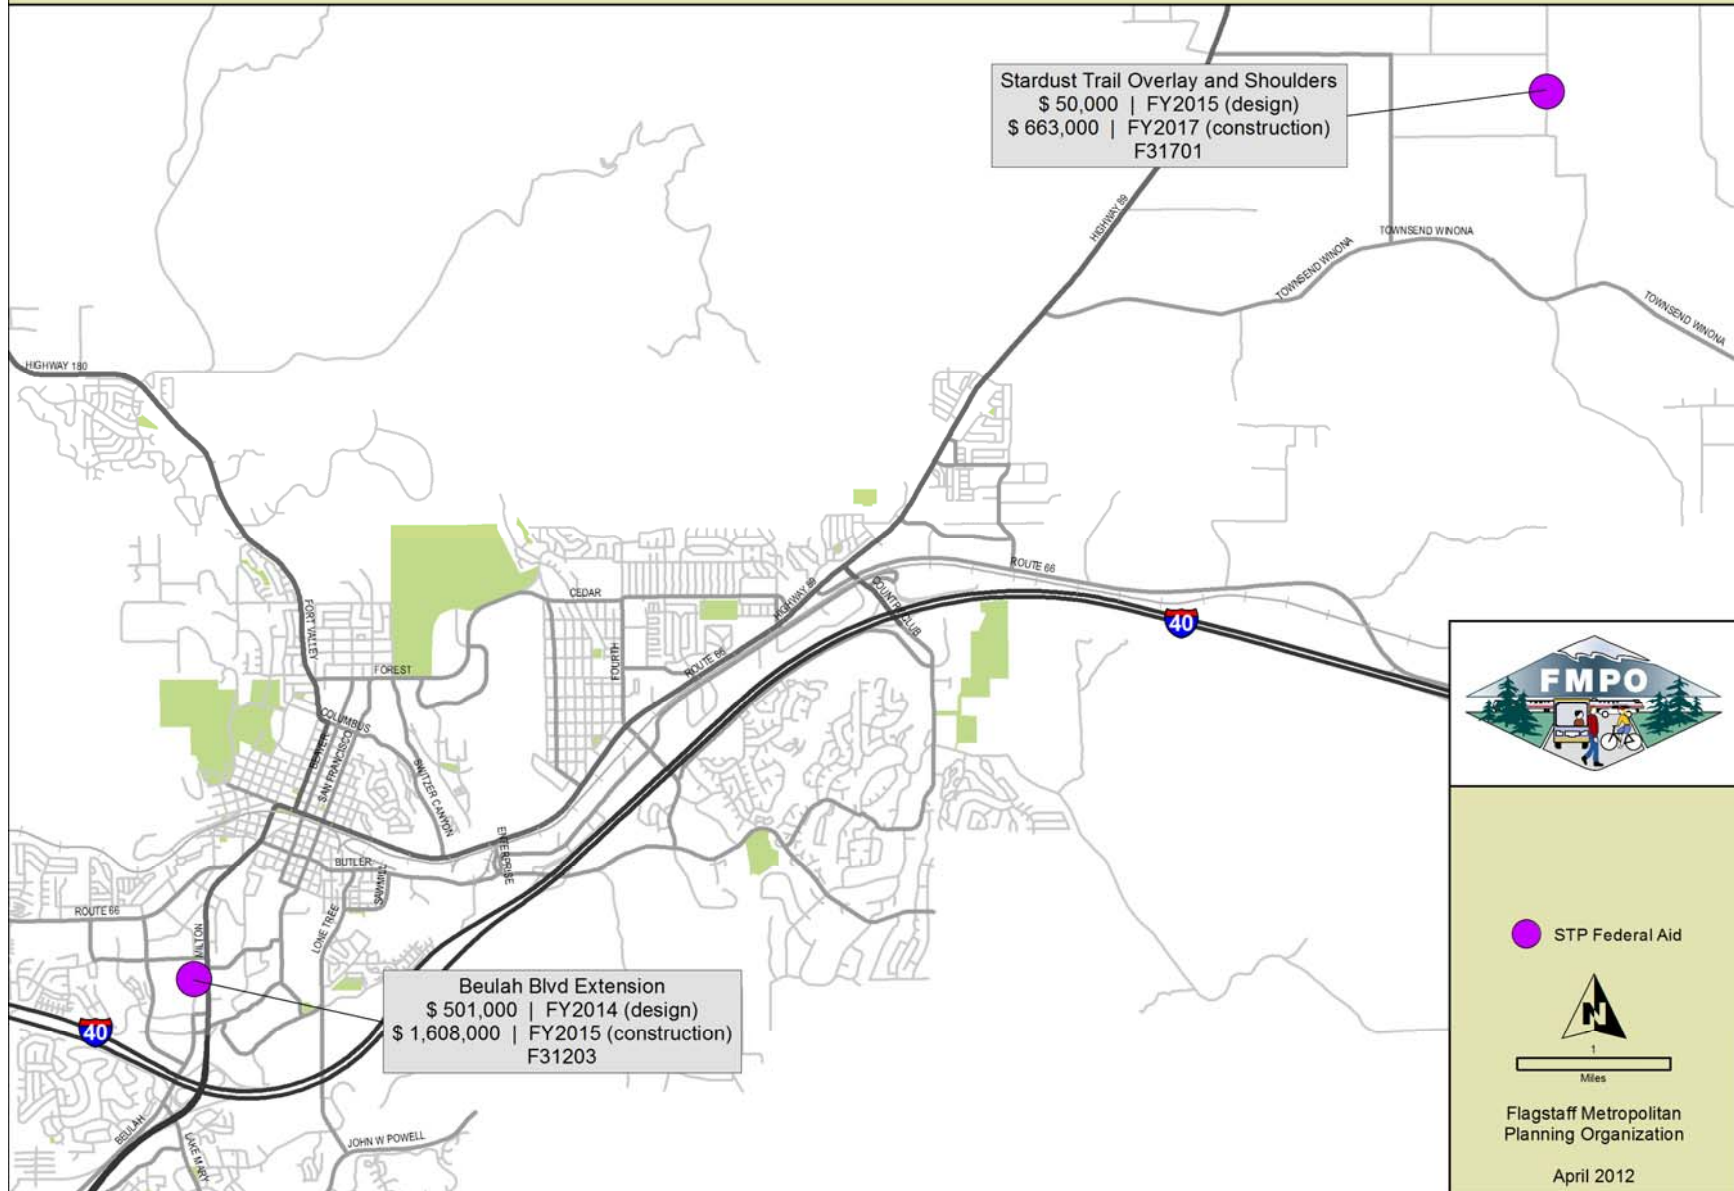 Stardust Trail Overlay and Shoulders
$ 50,000 | FY2015 (design)
$ 663,000 | FY2017 (construction)
F31701
HIGHWAY 89
TOWNSEND WINONA
TOWNSEND WINONA
TOWNSEND WINONA
HIGHWAY 180
ROUTE 66
CEDAR
HIGHWAY 89
COUNTRY CLUB
40
FORT VALLEY
FOURTH
ROUTE 66
FOREST
FMPO
COLUMBUS
BEAVER
SAN FRANCISCO
SWITZER CANYON
ENTERPRISE
BUTLER
SAWMILL
ROUTE 66
LONE TREE
MILTON
STP Federal Aid
Beulah Blvd Extension
$ 501,000 | FY2014 (design)
$ 1,608,000 | FY2015 (construction)
F31203
40
N
1
Miles
BEULAH
LAKE MARY
JOHN W POWELL
Flagstaff Metropolitan
Planning Organization
April 2012